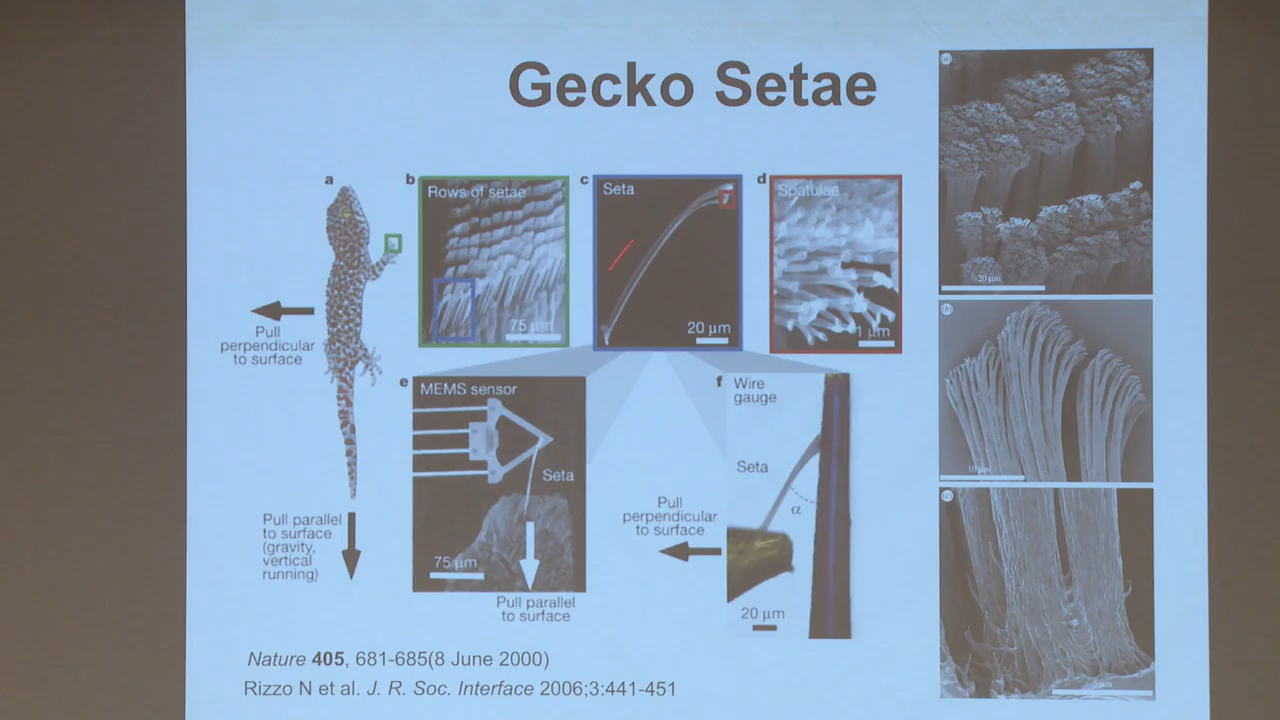 Gecko Setae
a
b
Rows of setae
75 μm
c
Seta
20 μm
d
Spatulae
1 μm
Pull
perpendicular
to surface
Pull parallel
to surface
(gravity,
vertical
running)
e
MEMS sensor
Seta
75 μm
Pull parallel
to surface
f
Wire
gauge
Seta
α
Pull
perpendicular
to surface
20 μm
(a)
20 μm
(b)
10 μm
(c)
5 μm
Nature 405, 681-685(8 June 2000)
Rizzo N et al. J. R. Soc. Interface 2006;3:441-451